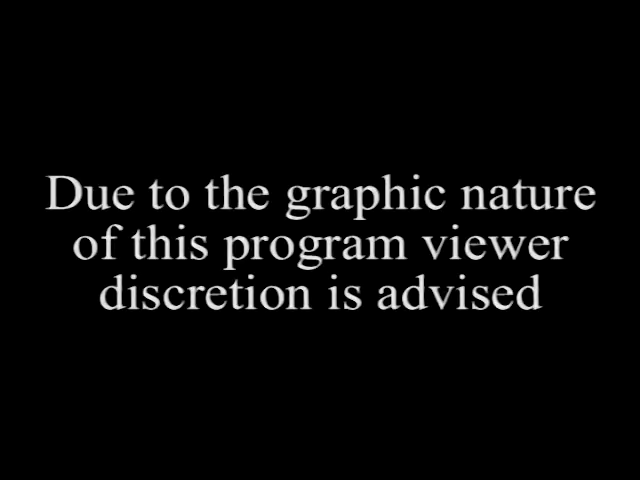 Due to the graphic nature
of this program viewer
discretion is advised